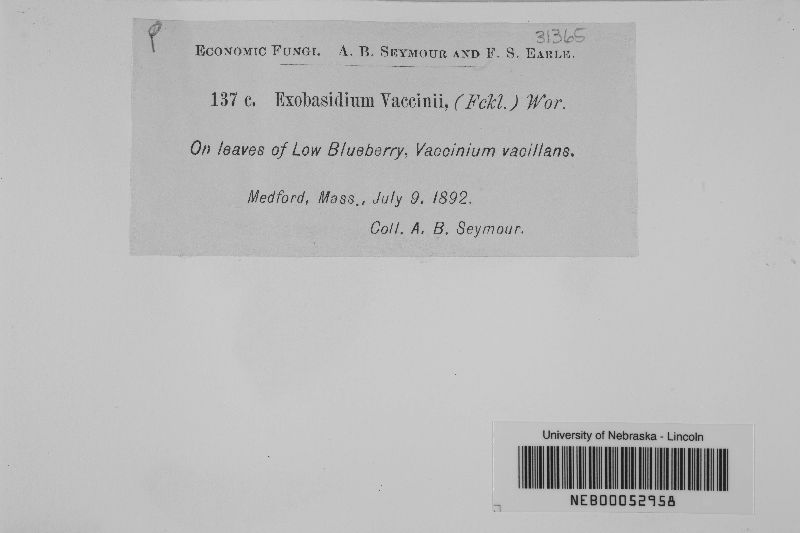 31365
ECONOMIC FUNGI. A. B. SEYMOUR AND F. S. EARLE.
137 c. Exobasidium Vaccinii, (Fckl.) Wor.
On leaves of Low Blueberry, Vaccinium vacillans.
Medford, Mass., July 9, 1892.
Coll. A. B. Seymour.
University of Nebraska - Lincoln
NEB00052958